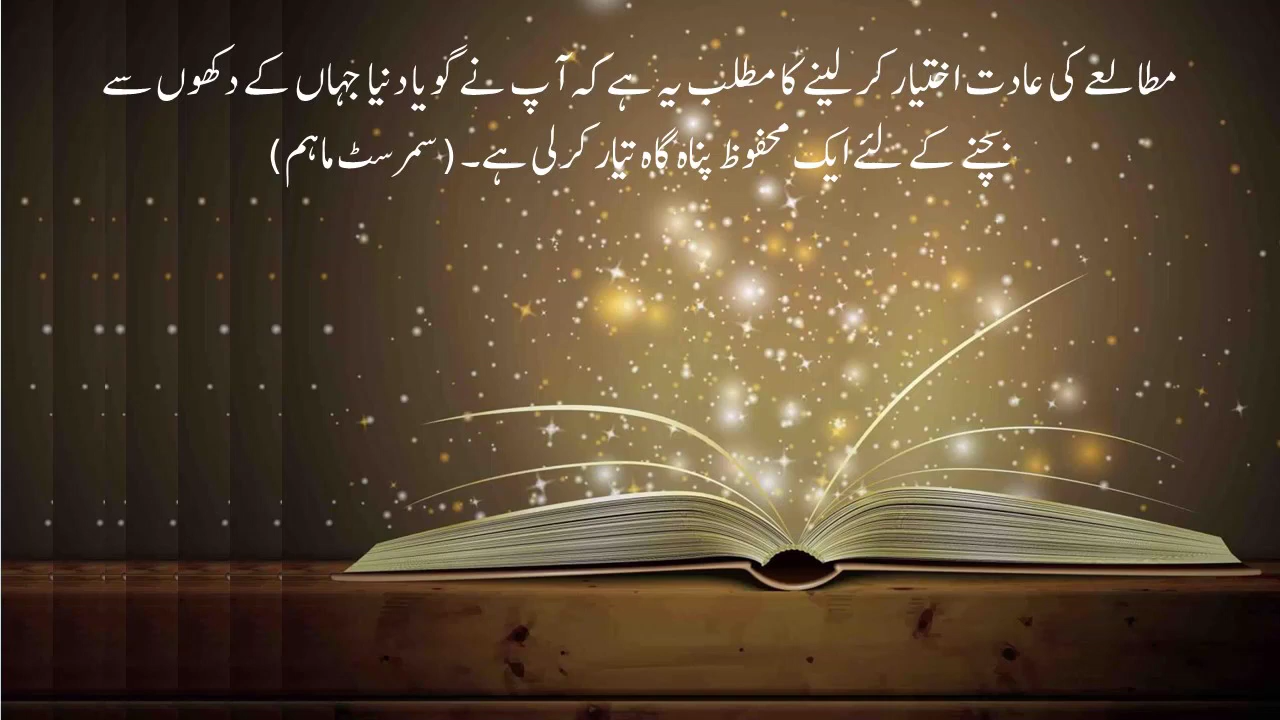 مطالعے کی عادت اختیار کر لینے کا مطلب یہ ہے کہ آپ نے گویا دنیا جہاں کے دکھوں سے
بچنے کے لئے ایک محفوظ پناہ گاہ تیار کر لی ہے۔ (سمرسٹ ماہم)